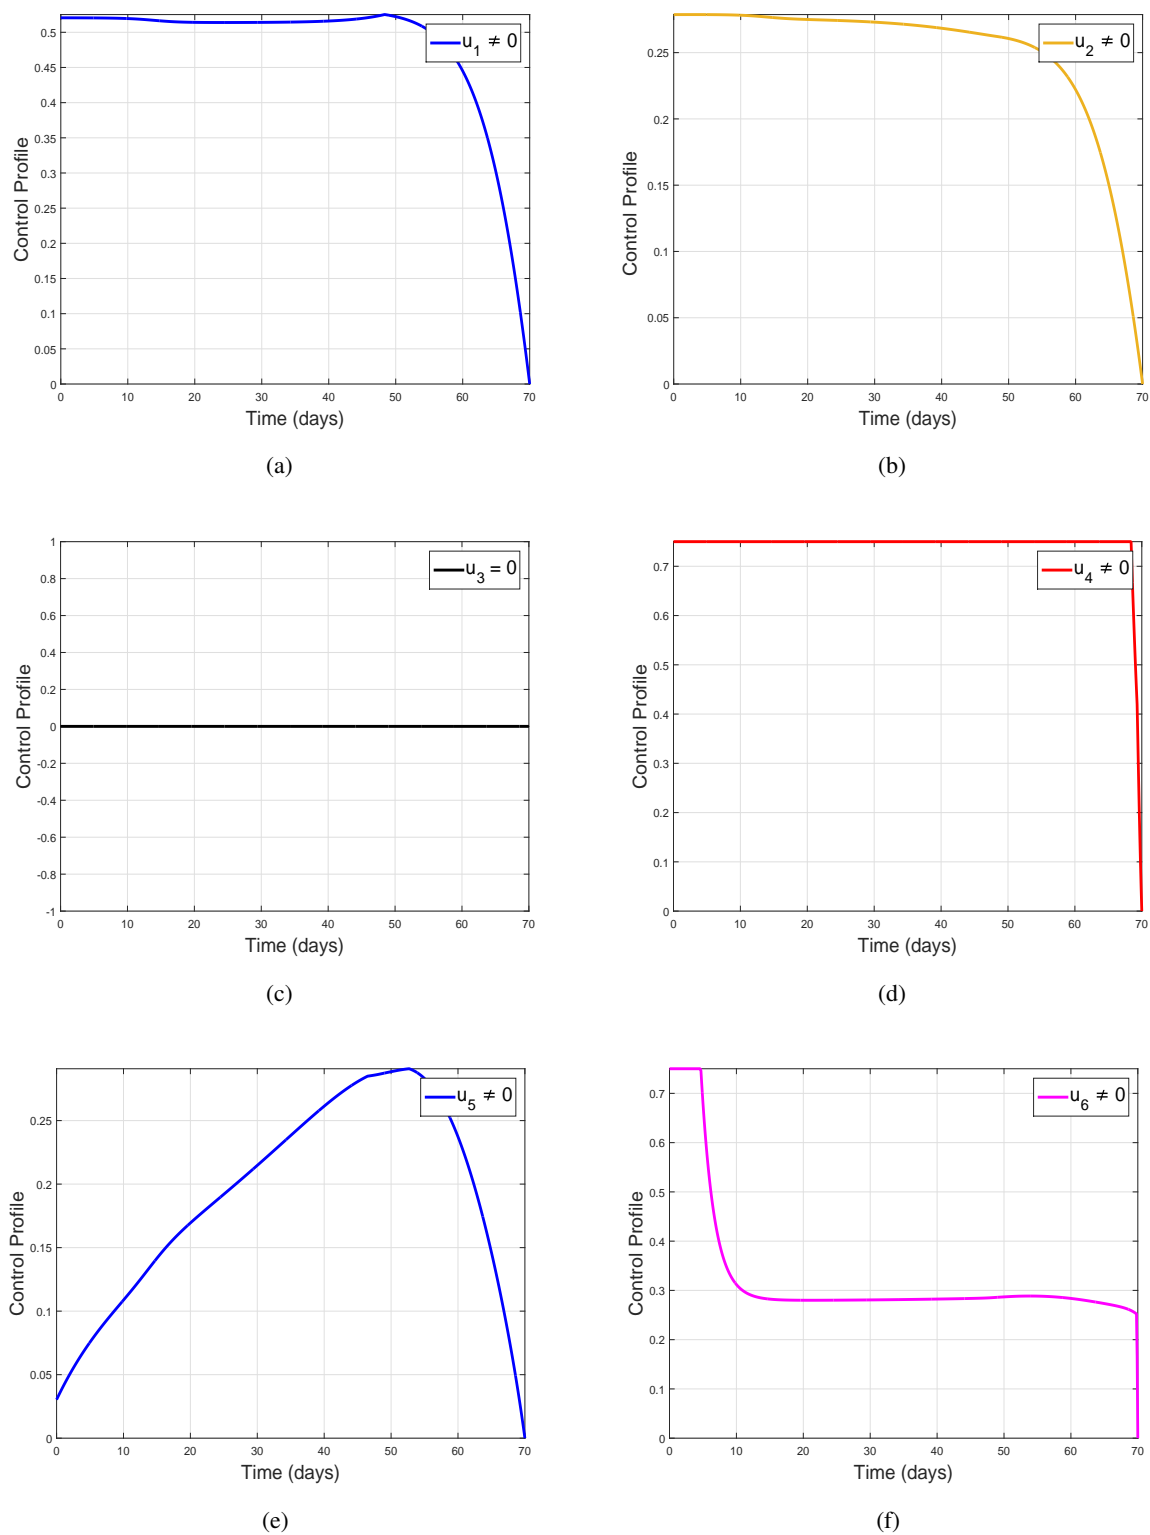 0.5
0.45
0.4
0.35
0.3
0.25
0.2
0.15
0.1
0.05
0
Control Profile
0 10 20 30 40 50 60 70
Time (days)
u1 ≠ 0
(a)
0.25
0.2
0.15
0.1
0.05
0
Control Profile
0 10 20 30 40 50 60 70
Time (days)
u2 ≠ 0
(b)
1
0.8
0.6
0.4
0.2
0
-0.2
-0.4
-0.6
-0.8
-1
Control Profile
0 10 20 30 40 50 60 70
Time (days)
u3 = 0
(c)
0.7
0.6
0.5
0.4
0.3
0.2
0.1
0
Control Profile
0 10 20 30 40 50 60 70
Time (days)
u4 ≠ 0
(d)
0.25
0.2
0.15
0.1
0.05
0
Control Profile
0 10 20 30 40 50 60 70
Time (days)
u5 ≠ 0
(e)
0.7
0.6
0.5
0.4
0.3
0.2
0.1
0
Control Profile
0 10 20 30 40 50 60 70
Time (days)
u6 ≠ 0
(f)